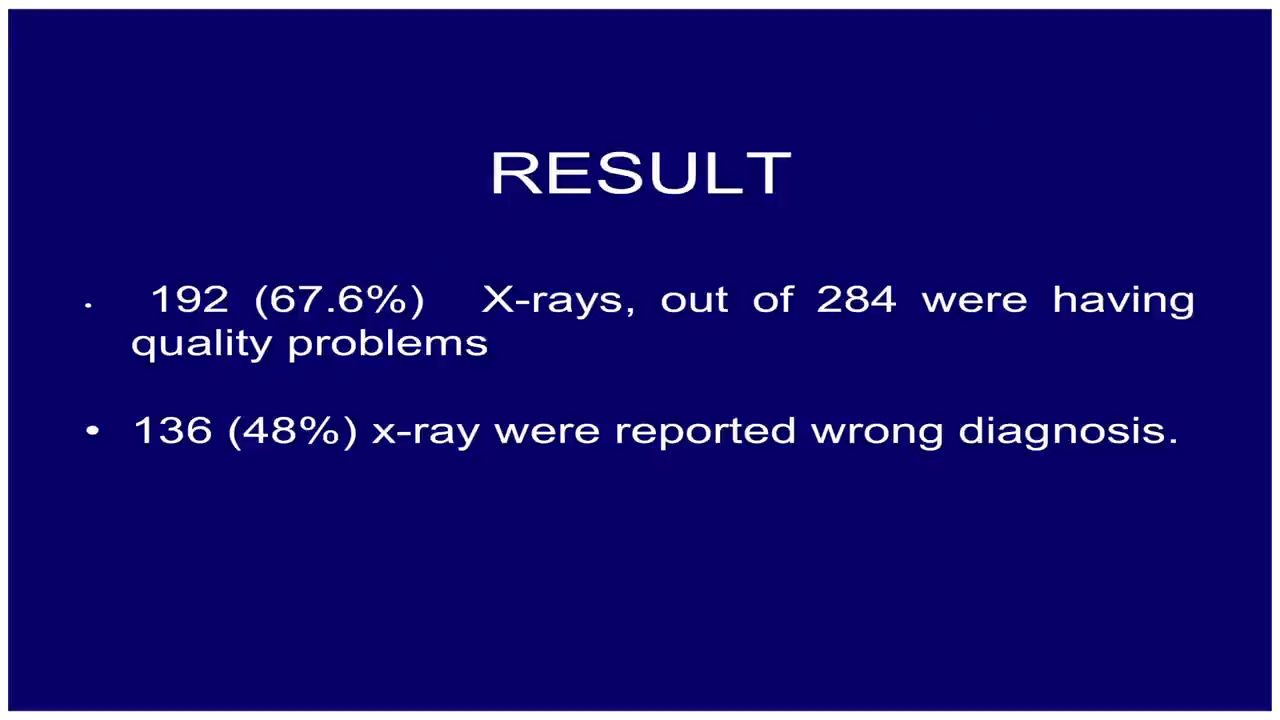 RESULT
• 192 (67.6%) X-rays, out of 284 were having
quality problems
• 136 (48%) x-ray were reported wrong diagnosis.